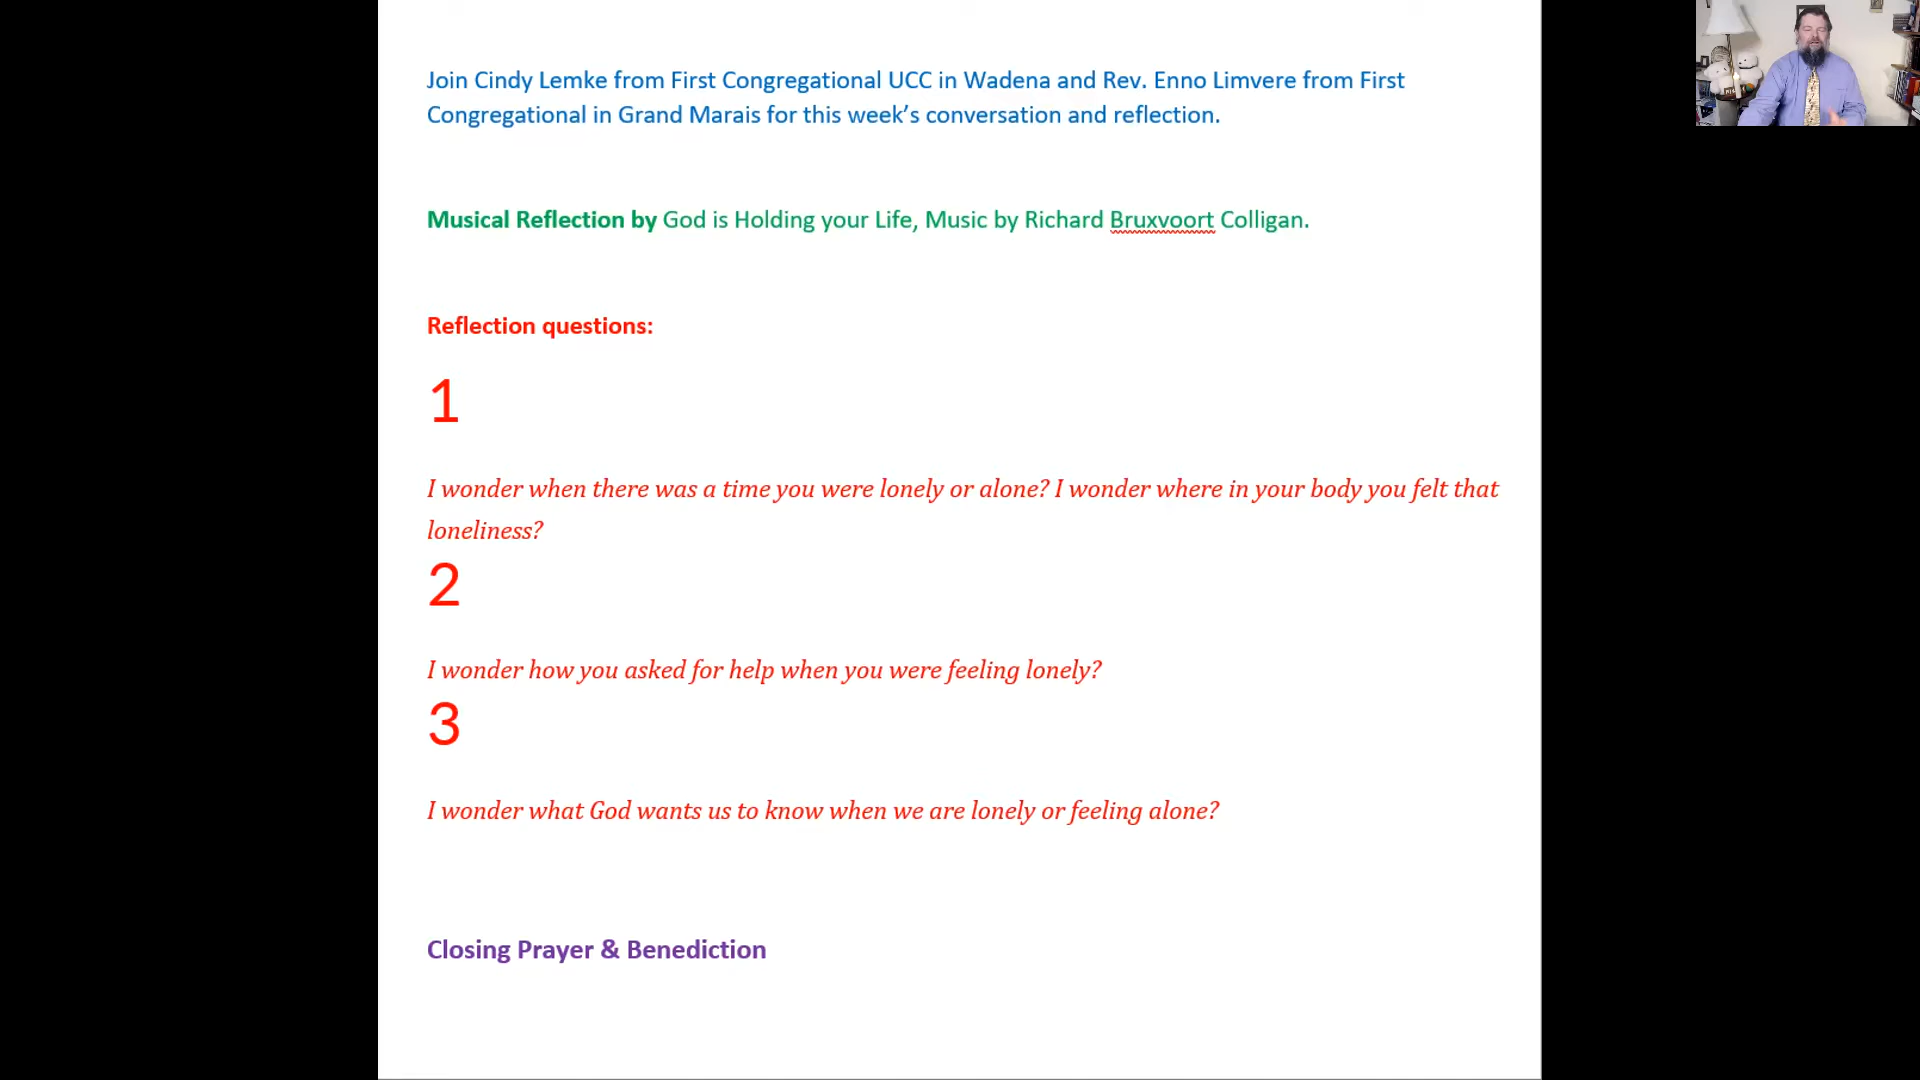 Join Cindy Lemke from First Congregational UCC in Wadena and Rev. Enno Limvere from First
Congregational in Grand Marais for this week’s conversation and reflection.
Musical Reflection by God is Holding your Life, Music by Richard Bruxvoort Colligan.
Reflection questions:
1
I wonder when there was a time you were lonely or alone? I wonder where in your body you felt that
loneliness?
2
I wonder how you asked for help when you were feeling lonely?
3
I wonder what God wants us to know when we are lonely or feeling alone?
Closing Prayer & Benediction